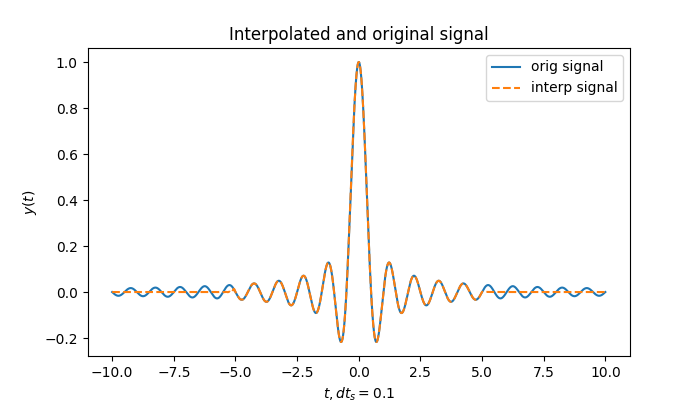 Interpolated and original signal
orig signal
interp signal
1.0
0.8
0.6
0.4
0.2
0.0
−0.2
y(t)
−10.0 −7.5 −5.0 −2.5 0.0 2.5 5.0 7.5 10.0
t, dt_s = 0.1